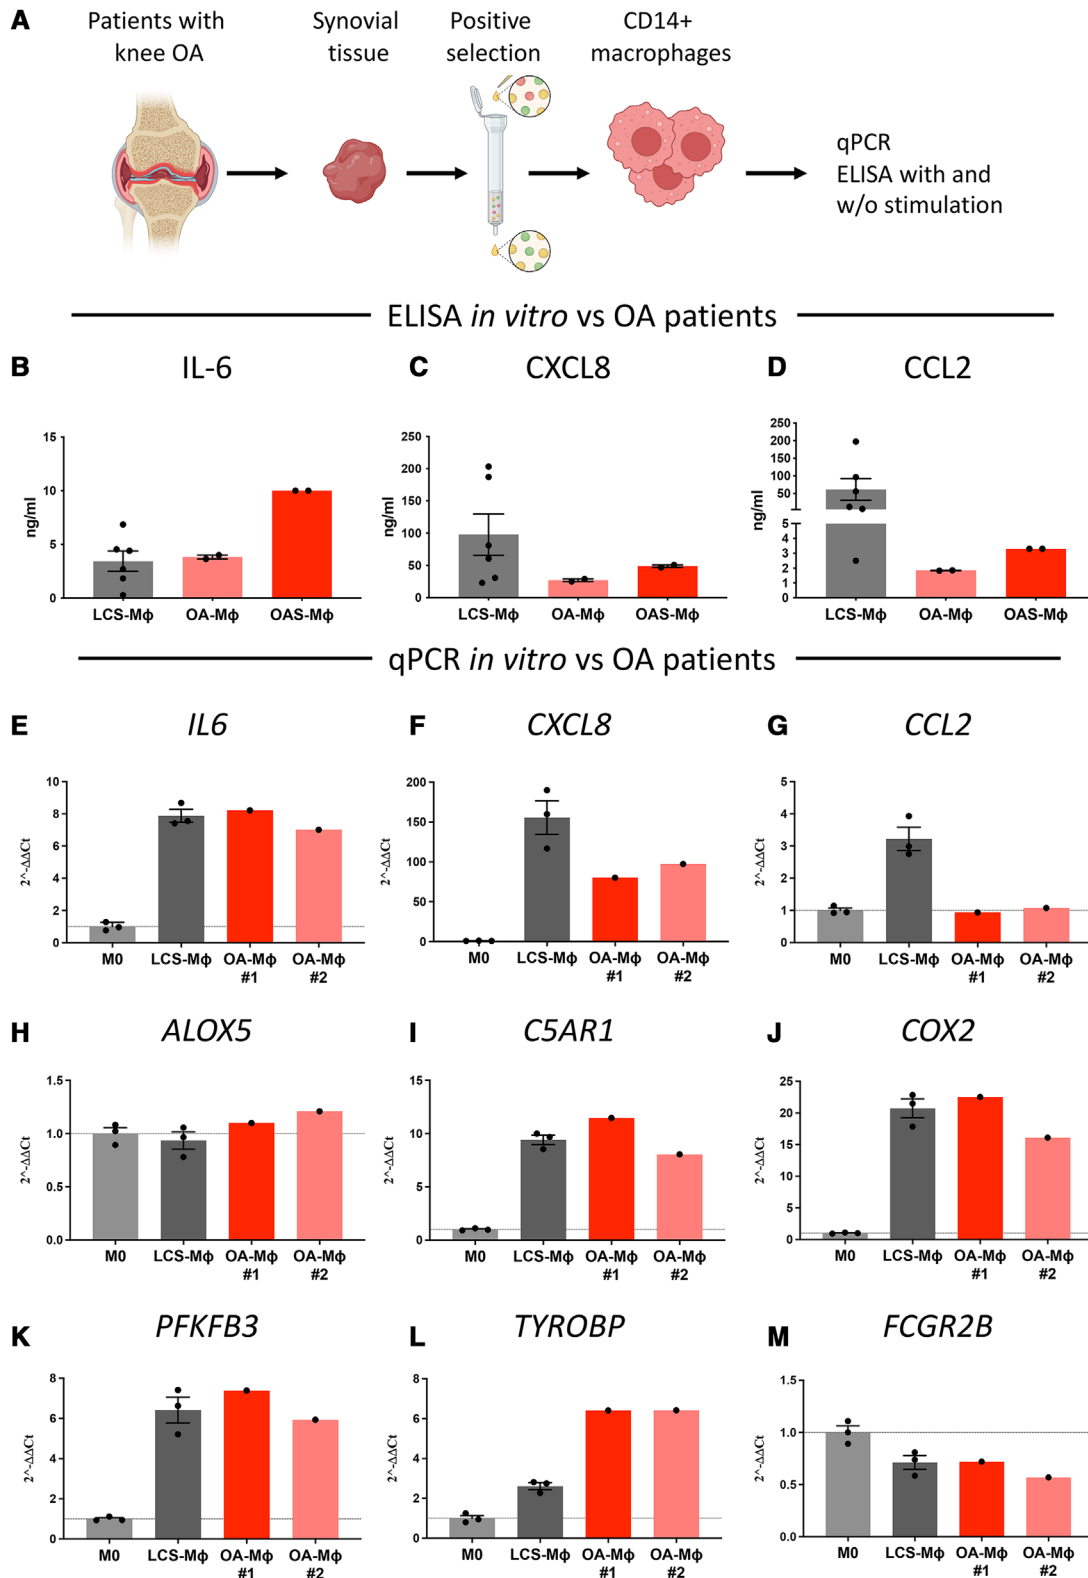 A
Patients with
knee OA
Synovial
tissue
Positive
selection
CD14+
macrophages
qPCR
ELISA with and
w/o stimulation
ELISA in vitro vs OA patients
B
IL-6
ng/ml
15
10
5
0
LCS-Mϕ OA-Mϕ OAS-Mϕ
C
CXCL8
ng/ml
250
200
150
100
50
0
LCS-Mϕ OA-Mϕ OAS-Mϕ
D
CCL2
ng/ml
250
200
150
100
50
5
4
3
2
1
0
LCS-Mϕ OA-Mϕ OAS-Mϕ
qPCR in vitro vs OA patients
E
IL6
2^-ΔΔCt
10
8
6
4
2
0
M0 LCS-Mϕ OA-Mϕ OA-Mϕ
#1 #2
F
CXCL8
2^-ΔΔCt
200
150
100
50
0
M0 LCS-Mϕ OA-Mϕ OA-Mϕ
#1 #2
G
CCL2
2^-ΔΔCt
5
4
3
2
1
0
M0 LCS-Mϕ OA-Mϕ OA-Mϕ
#1 #2
H
ALOX5
2^-ΔΔCt
1.5
1.0
0.5
0.0
M0 LCS-Mϕ OA-Mϕ OA-Mϕ
#1 #2
I
C5AR1
2^-ΔΔCt
15
10
5
0
M0 LCS-Mϕ OA-Mϕ OA-Mϕ
#1 #2
J
COX2
2^-ΔΔCt
25
20
15
10
5
0
M0 LCS-Mϕ OA-Mϕ OA-Mϕ
#1 #2
K
PFKFB3
2^-ΔΔCt
8
6
4
2
0
M0 LCS-Mϕ OA-Mϕ OA-Mϕ
#1 #2
L
TYROBP
2^-ΔΔCt
8
6
4
2
0
M0 LCS-Mϕ OA-Mϕ OA-Mϕ
#1 #2
M
FCGR2B
2^-ΔΔCt
1.5
1.0
0.5
0.0
M0 LCS-Mϕ OA-Mϕ OA-Mϕ
#1 #2